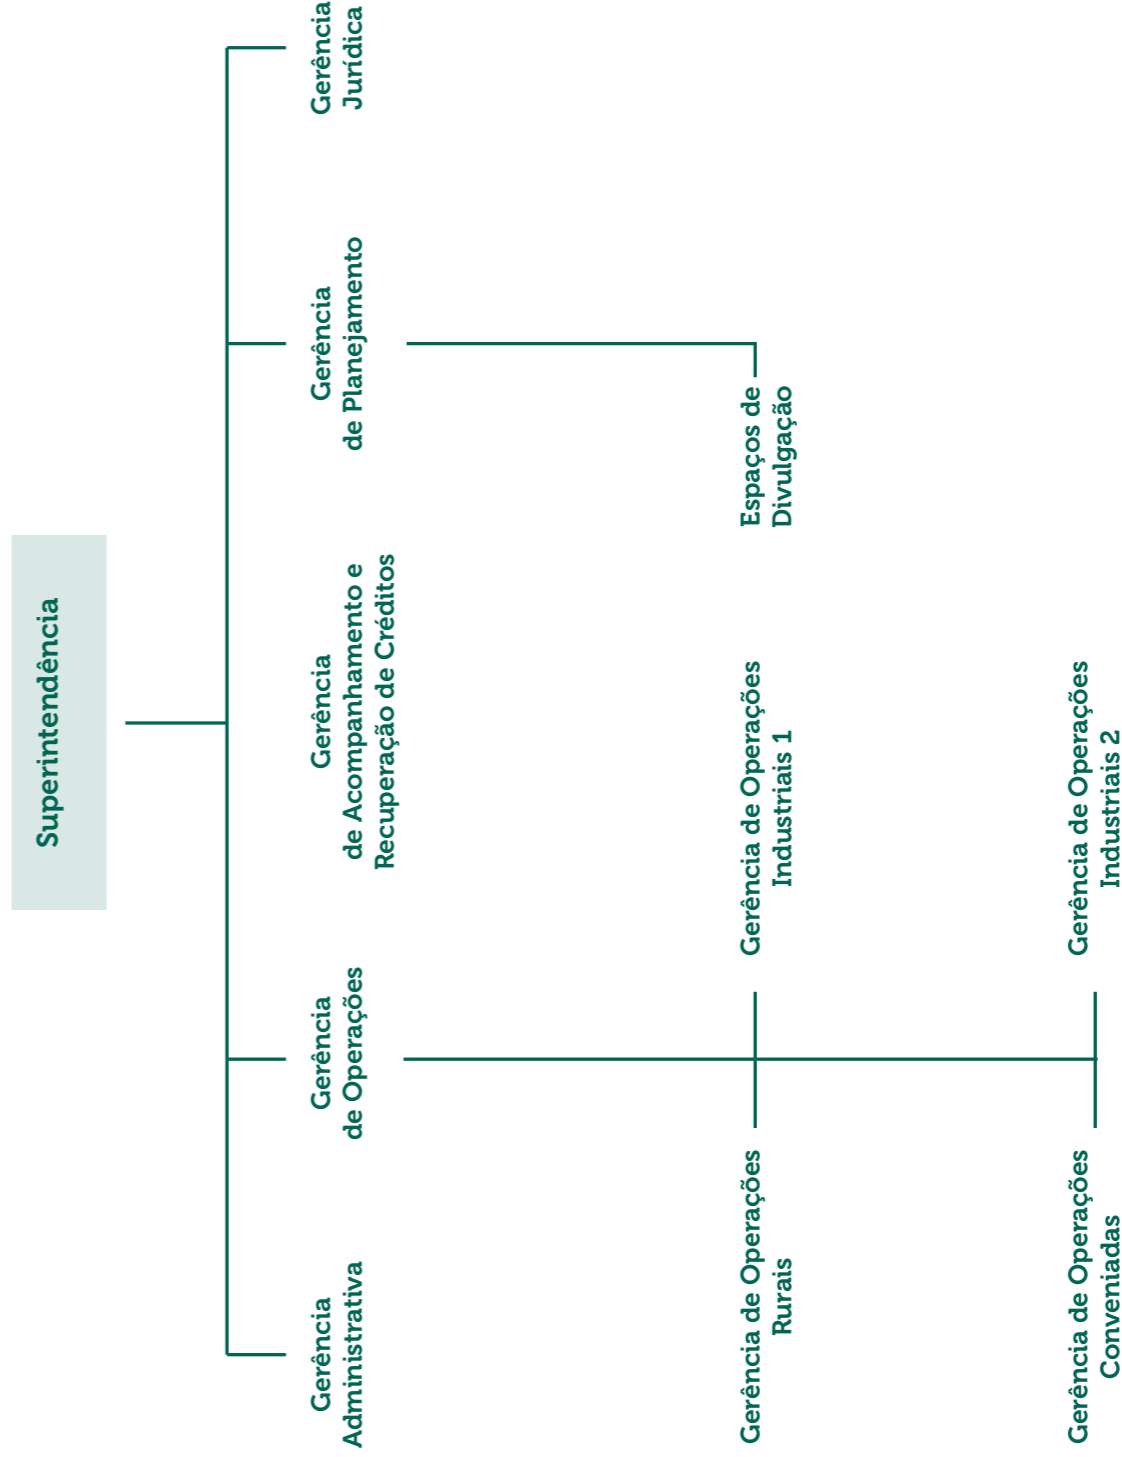 Superintendência
Gerência
Administrativa
Gerência
de Operações
Gerência
de Acompanhamento e
Recuperação de Créditos
Gerência
de Planejamento
Gerência
Jurídica
Gerência de Operações
Rurais
Gerência de Operações
Industriais 1
Espaços de
Divulgação
Gerência de Operações
Conveniadas
Gerência de Operações
Industriais 2